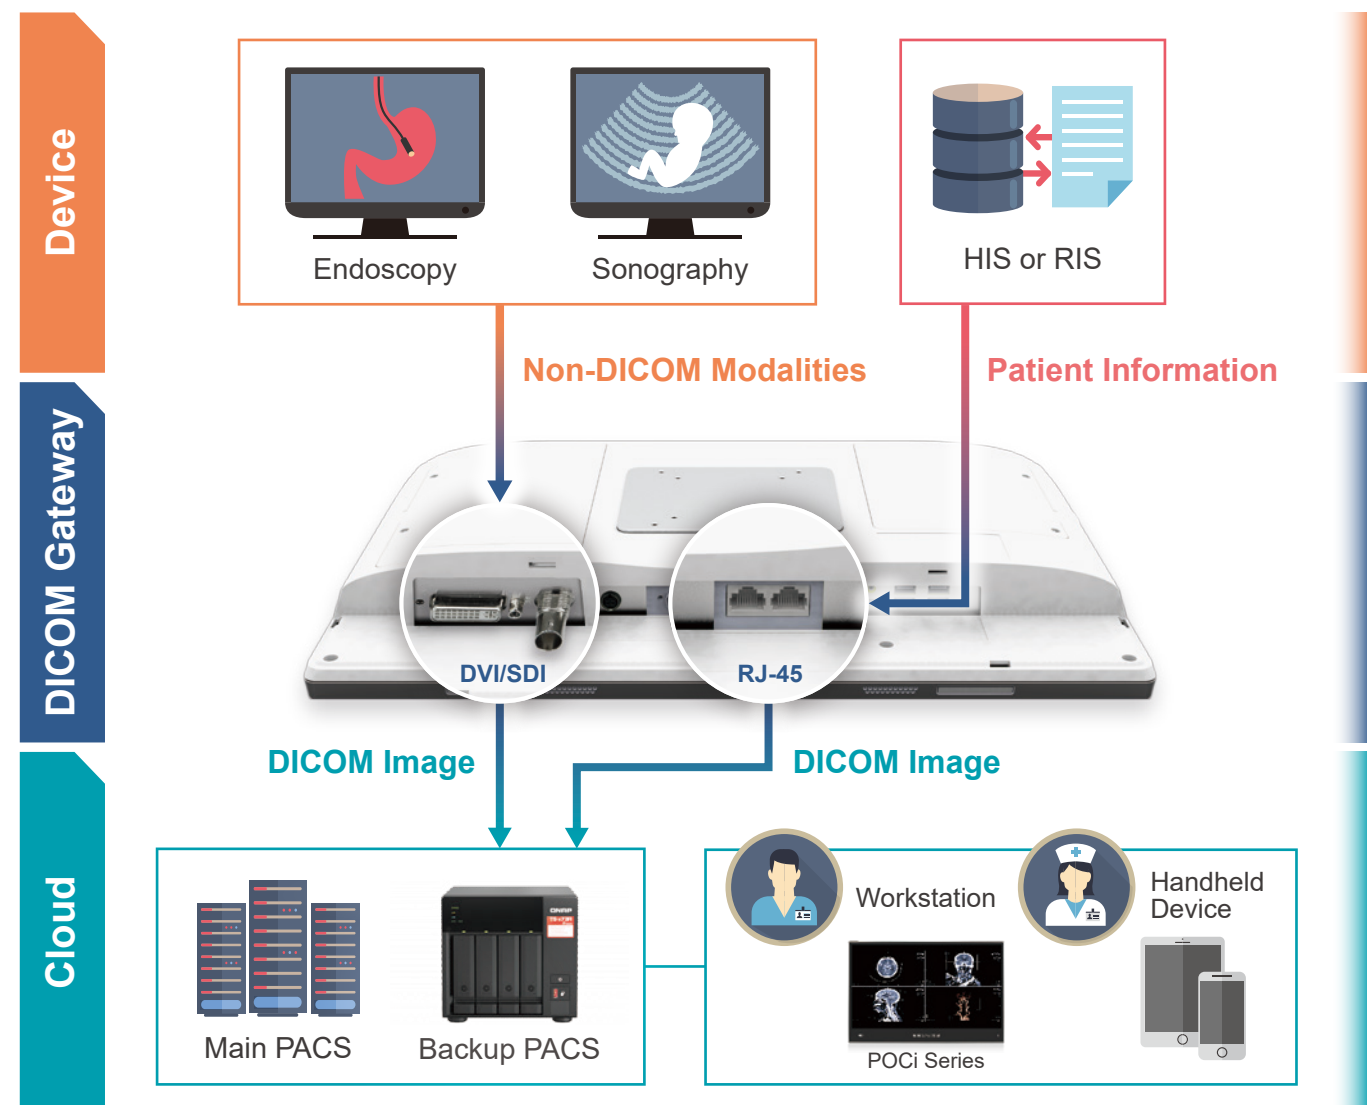 Device
Endoscopy
Sonography
HIS or RIS
Non-DICOM Modalities
Patient Information
DICOM Gateway
DVI/SDI
RJ-45
DICOM Image
DICOM Image
Cloud
Main PACS
QNAP
Backup PACS
Workstation
POCi Series
Handheld
Device